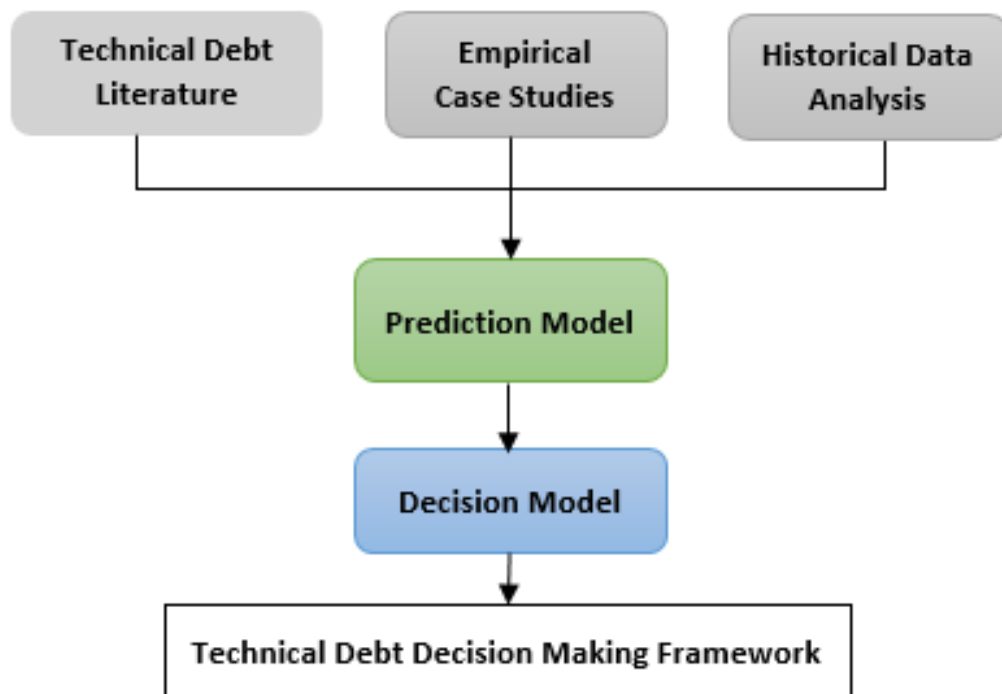 Technical Debt
Literature
Empirical
Case Studies
Historical Data
Analysis
Prediction Model
Decision Model
Technical Debt Decision Making Framework